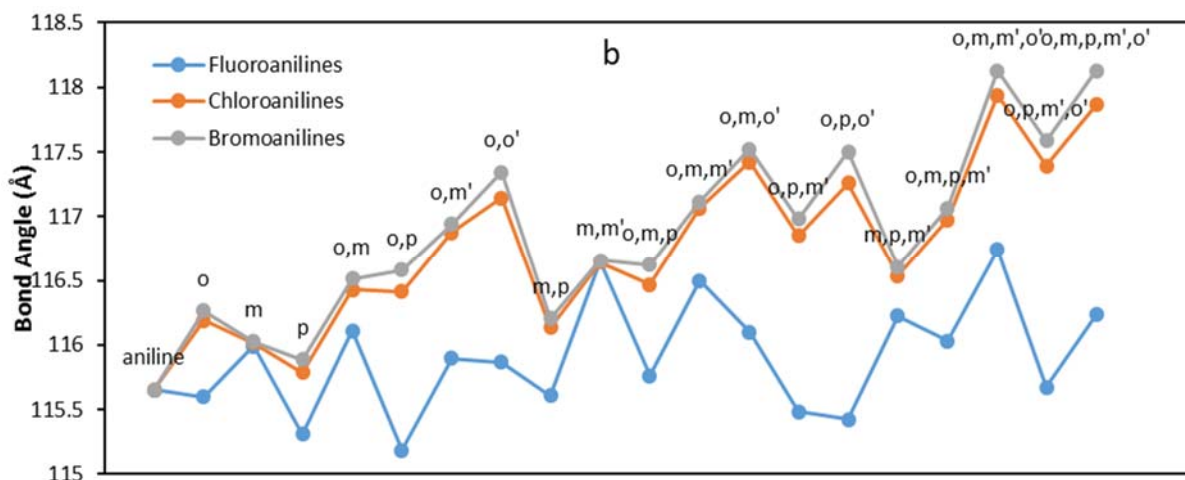 118.5
118
117.5
117
116.5
116
115.5
115
Bond Angle (Å)
b
Fluoroanilines
Chloroanilines
Bromoanilines
aniline
o
m
p
o,m
o,p
o,m'
o,o'
m,p
m,m'
o,m,p
o,m,m'
o,m,o'
o,p,m'
o,p,o'
m,p,m'
o,m,p,m'
o,m,m',o'
o,p,m',o'
o,m,p,m',o'